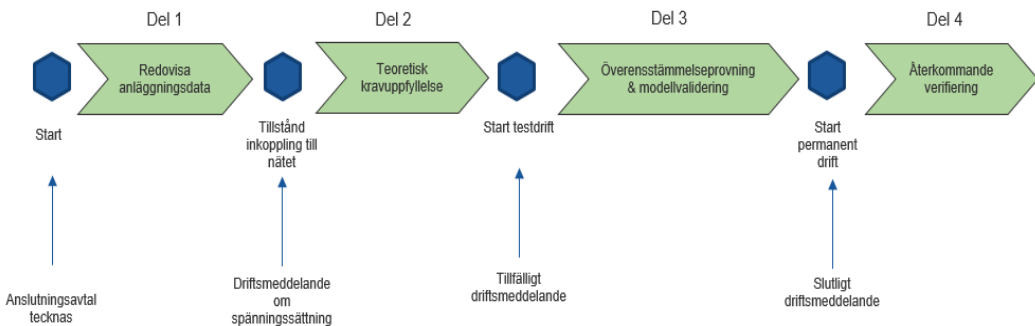 Del 1
Del 2
Del 3
Del 4
Redovisa
anläggningsdata
Teoretisk
kravuppfyllelse
Överensstämmelseprovning
& modellvalidering
Återkommande
verifiering
Start
Tillstånd
inkoppling till
nätet
Start testdrift
Start
permanent
drift
Anslutningsavtal
tecknas
Driftsmeddelande
om
spänningssättning
Tillfälligt
driftsmeddelande
Slutligt
driftsmeddelande